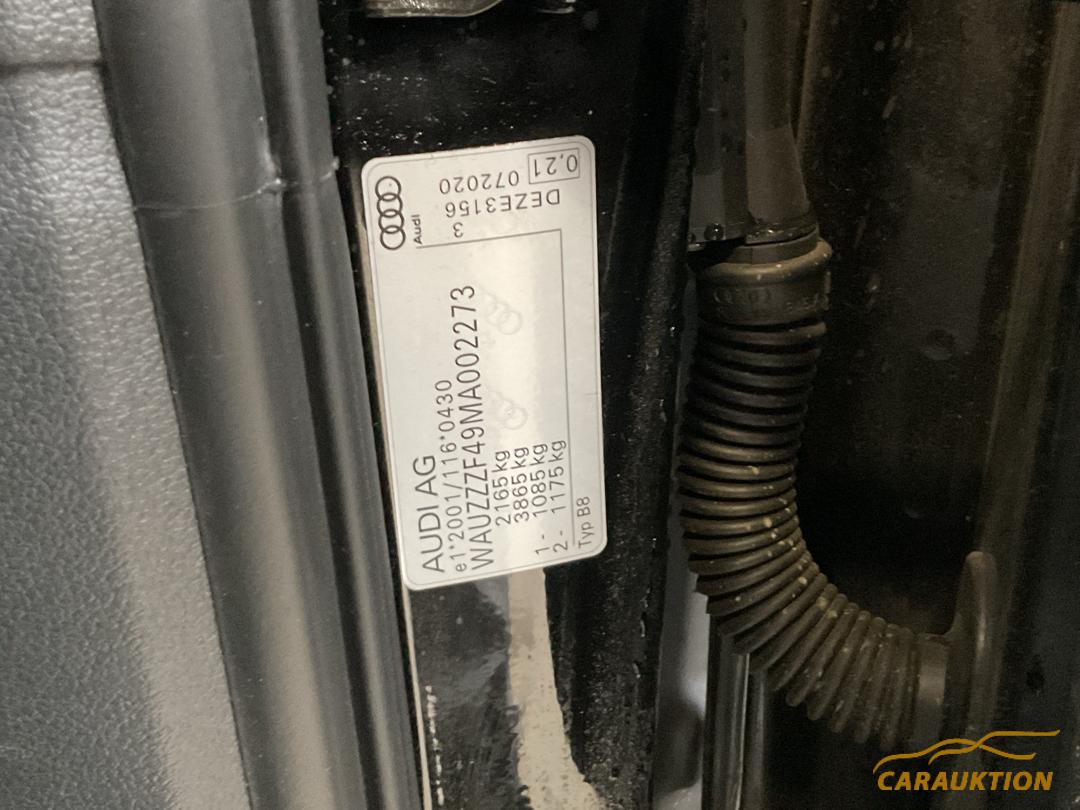 AUDI AG
e1*2001/116*0430
WAUZZZF49MA002273
2165 kg
3865 kg
1 - 1085 kg
2 - 1175 kg
Typ B8
Audi
3
DEZE3156
072020 0,21
CARAUKTION